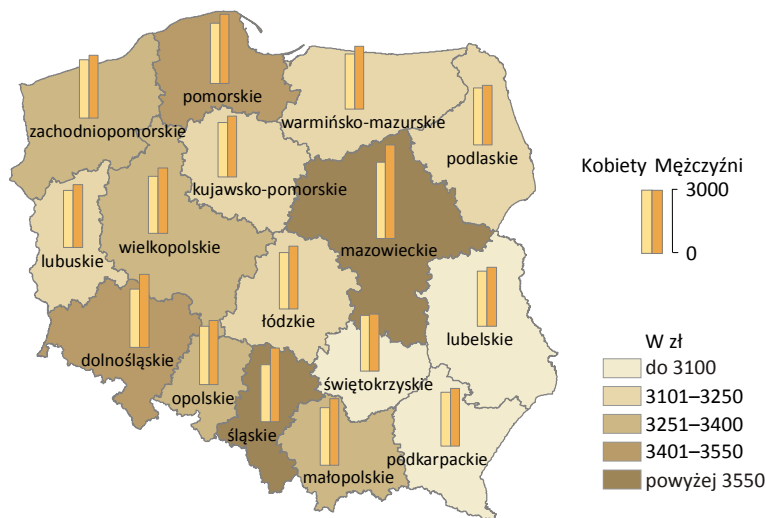 pomorskie
zachodniopomorskie
warmińsko-mazurskie
podlaskie
kujawsko-pomorskie
wielkopolskie
lubuskie
mazowieckie
łódzkie
lubelskie
dolnośląskie
opolskie
świętokrzyskie
śląskie
małopolskie
podkarpackie
Kobiety Mężczyźni
3000
0
W zł
do 3100
3101–3250
3251–3400
3401–3550
powyżej 3550